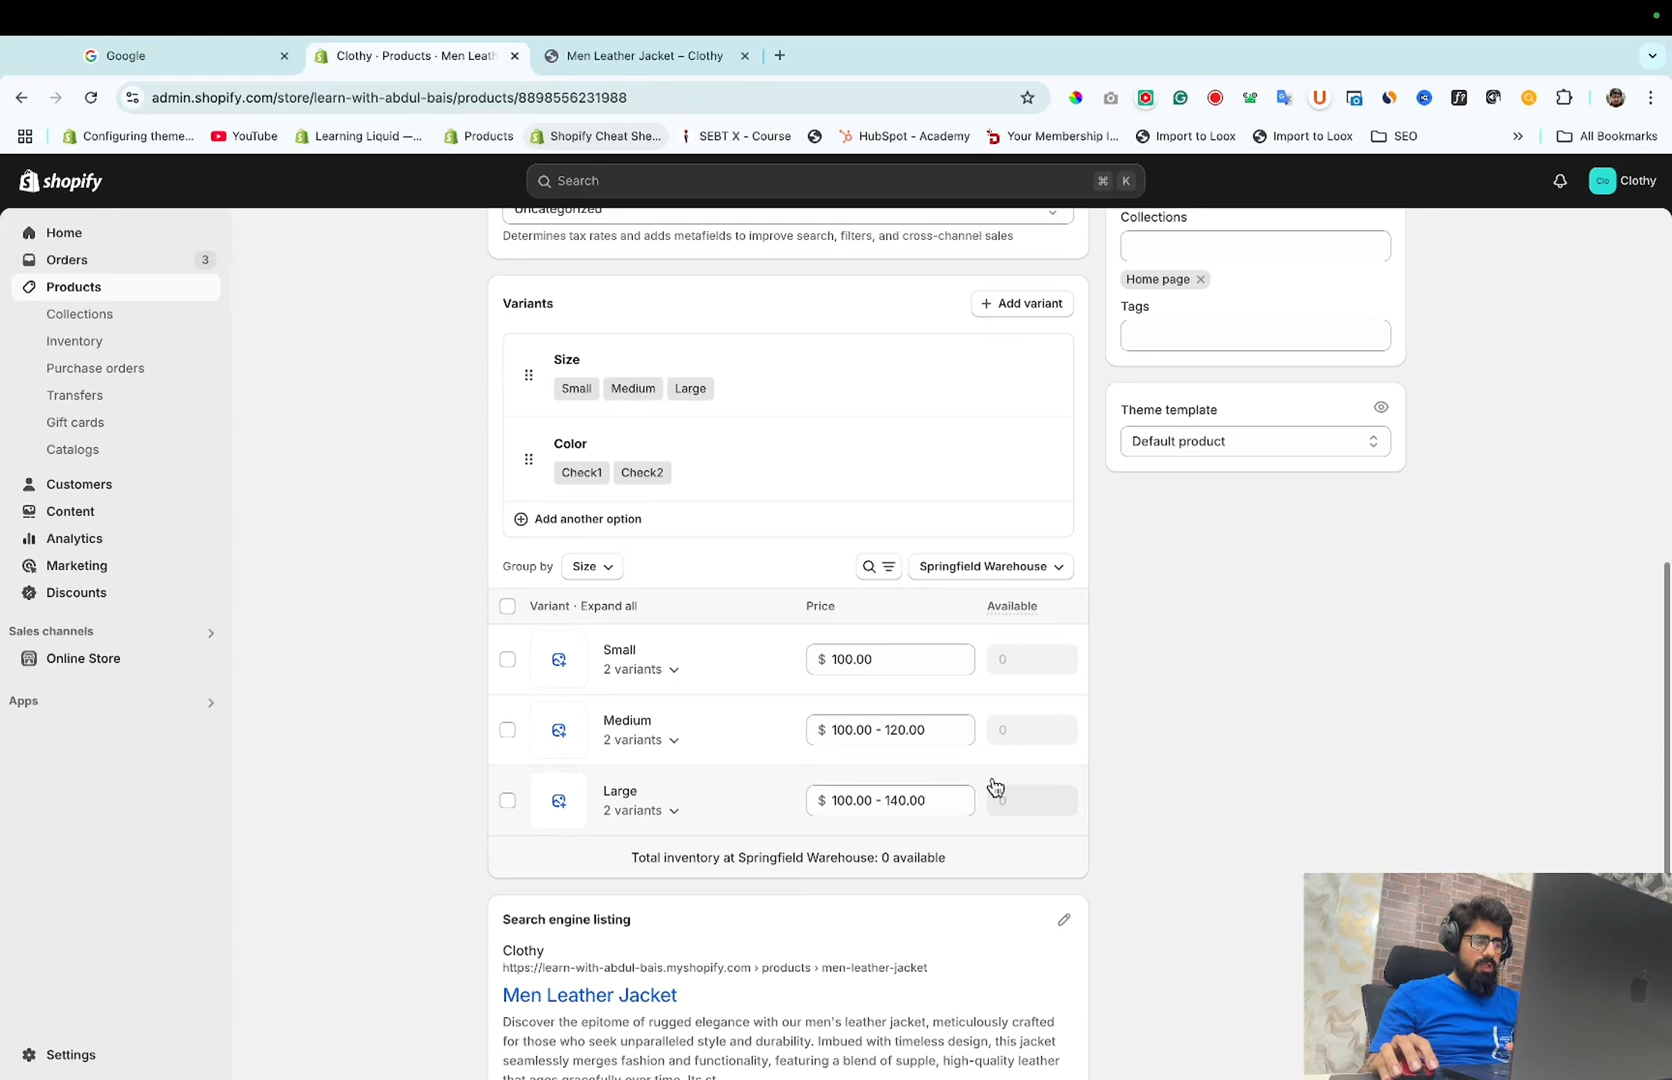 Google
Clothy · Products · Men Leath
Men Leather Jacket – Clothy
admin.shopify.com/store/learn-with-abdul-bais/products/8898556231988
Configuring theme...
YouTube
Learning Liquid —...
Products
Shopify Cheat She...
SEBT X - Course
HubSpot - Academy
Your Membership I...
Import to Loox
Import to Loox
SEO
»
All Bookmarks
shopify
Search
⌘ K
Clo
Clothy
Home
Orders
3
Products
Collections
Inventory
Purchase orders
Transfers
Gift cards
Catalogs
Customers
Content
Analytics
Marketing
Discounts
Sales channels
Online Store
Apps
Settings
Uncategorized
Determines tax rates and adds metafields to improve search, filters, and cross-channel sales
Variants
+ Add variant
Size
Small Medium Large
Color
Check1 Check2
Add another option
Group by Size
Springfield Warehouse
Variant · Expand all
Price
Available
Small
2 variants
$ 100.00
0
Medium
2 variants
$ 100.00 - 120.00
0
Large
2 variants
$ 100.00 - 140.00
0
Total inventory at Springfield Warehouse: 0 available
Search engine listing
Clothy
https://learn-with-abdul-bais.myshopify.com › products › men-leather-jacket
Men Leather Jacket
Discover the epitome of rugged elegance with our men's leather jacket, meticulously crafted
for those who seek unparalleled style and durability. Imbued with timeless design, this jacket
seamlessly merges fashion and functionality, featuring a blend of supple, high-quality leather
that ages gracefully over time. Its st...
Collections
Home page
Tags
Theme template
Default product